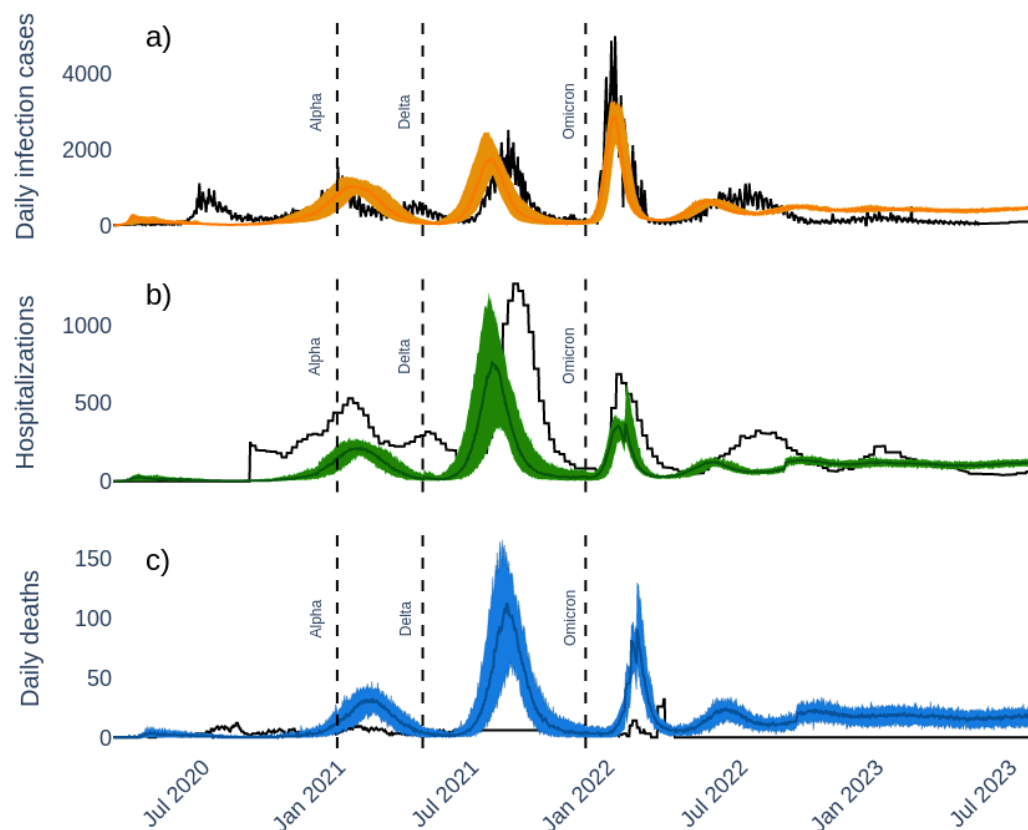 a)
Daily infection cases
4000
2000
0
Alpha
Delta
Omicron
b)
Hospitalizations
1000
500
0
Alpha
Delta
Omicron
c)
Daily deaths
150
100
50
0
Alpha
Delta
Omicron
Jul 2020
Jan 2021
Jul 2021
Jan 2022
Jul 2022
Jan 2023
Jul 2023